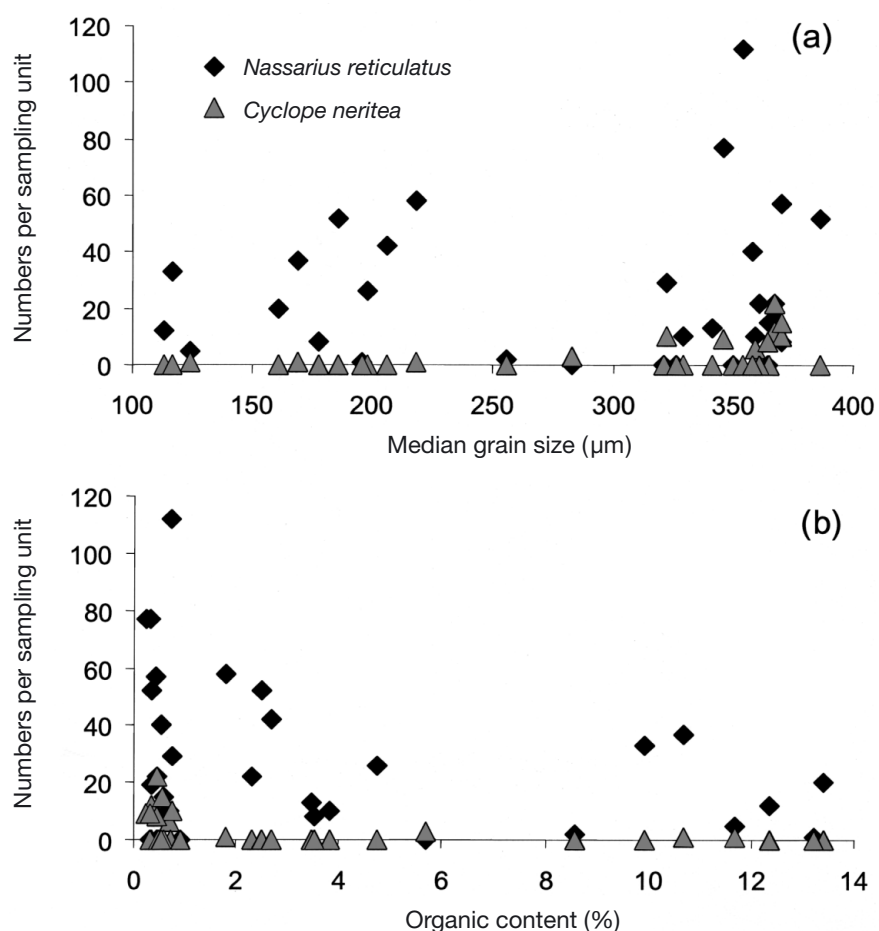 (a)
Numbers per sampling unit
120
100
80
60
40
20
0
Nassarius reticulatus
Cyclope neritea
100 150 200 250 300 350 400
Median grain size (µm)
(b)
Numbers per sampling unit
120
100
80
60
40
20
0
0 2 4 6 8 10 12 14
Organic content (%)